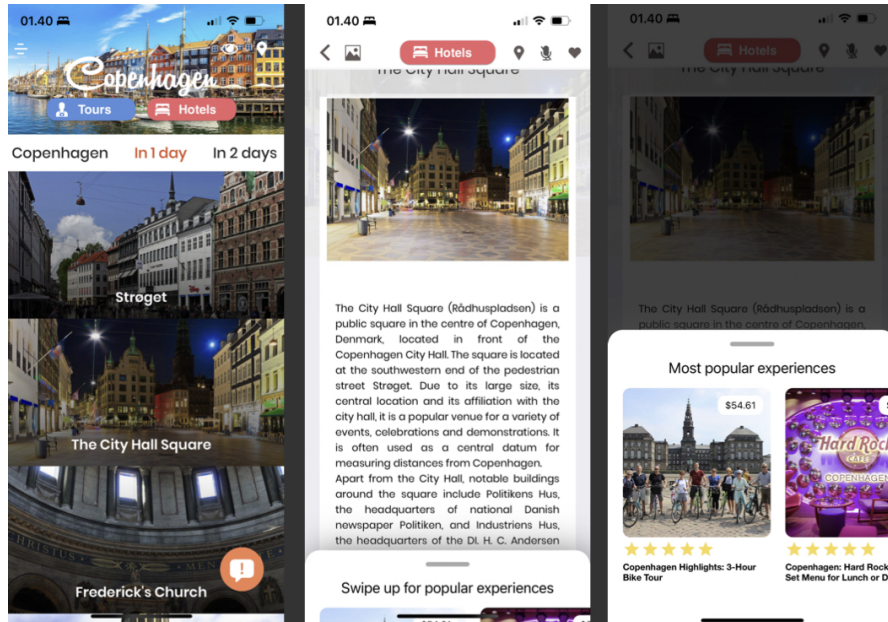 01.40
Copenhagen
Tours
Hotels
Copenhagen
In 1 day
In 2 days
Strøget
The City Hall Square
CHRISTUS
Frederick's Church
01.40
Hotels
The City Hall Square
The City Hall Square (Rådhuspladsen) is a
public square in the centre of Copenhagen,
Denmark, located in front of the
Copenhagen City Hall. The square is located
at the southwestern end of the pedestrian
street Strøget. Due to its large size, its
central location and its affiliation with the
city hall, it is a popular venue for a variety of
events, celebrations and demonstrations. It
is often used as a central datum for
measuring distances from Copenhagen.
Apart from the City Hall, notable buildings
around the square include Politikens Hus,
the headquarters of national Danish
newspaper Politiken, and Industriens Hus,
the headquarters of the DI. H. C. Andersen
Swipe up for popular experiences
01.40
Hotels
The City Hall Square
The City Hall Square (Rådhuspladsen) is a
public square in the centre of Copenhagen,
Most popular experiences
$54.61
Hard Rock
CAFE
COPENHAGEN
Copenhagen Highlights: 3-Hour
Bike Tour
Copenhagen: Hard Rock
Set Menu for Lunch or D